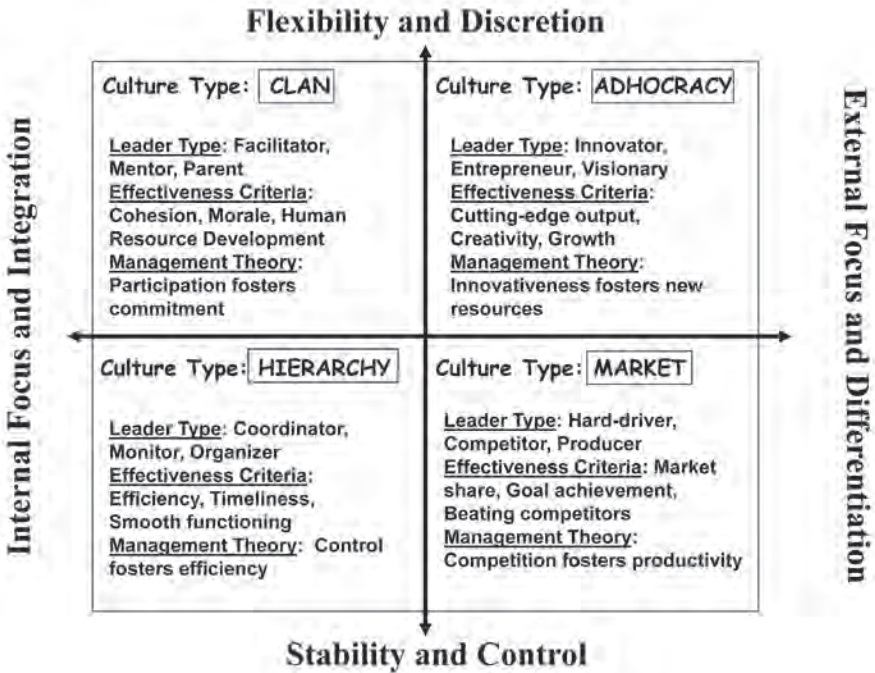 Flexibility and Discretion
Internal Focus and Integration
Culture Type: CLAN
Leader Type: Facilitator,
Mentor, Parent
Effectiveness Criteria:
Cohesion, Morale, Human
Resource Development
Management Theory:
Participation fosters
commitment
Culture Type: ADHOCRACY
Leader Type: Innovator,
Entrepreneur, Visionary
Effectiveness Criteria:
Cutting-edge output,
Creativity, Growth
Management Theory:
Innovativeness fosters new
resources
Culture Type: HIERARCHY
Leader Type: Coordinator,
Monitor, Organizer
Effectiveness Criteria:
Efficiency, Timeliness,
Smooth functioning
Management Theory: Control
fosters efficiency
Culture Type: MARKET
Leader Type: Hard-driver,
Competitor, Producer
Effectiveness Criteria: Market
share, Goal achievement,
Beating competitors
Management Theory:
Competition fosters productivity
External Focus and Differentiation
Stability and Control